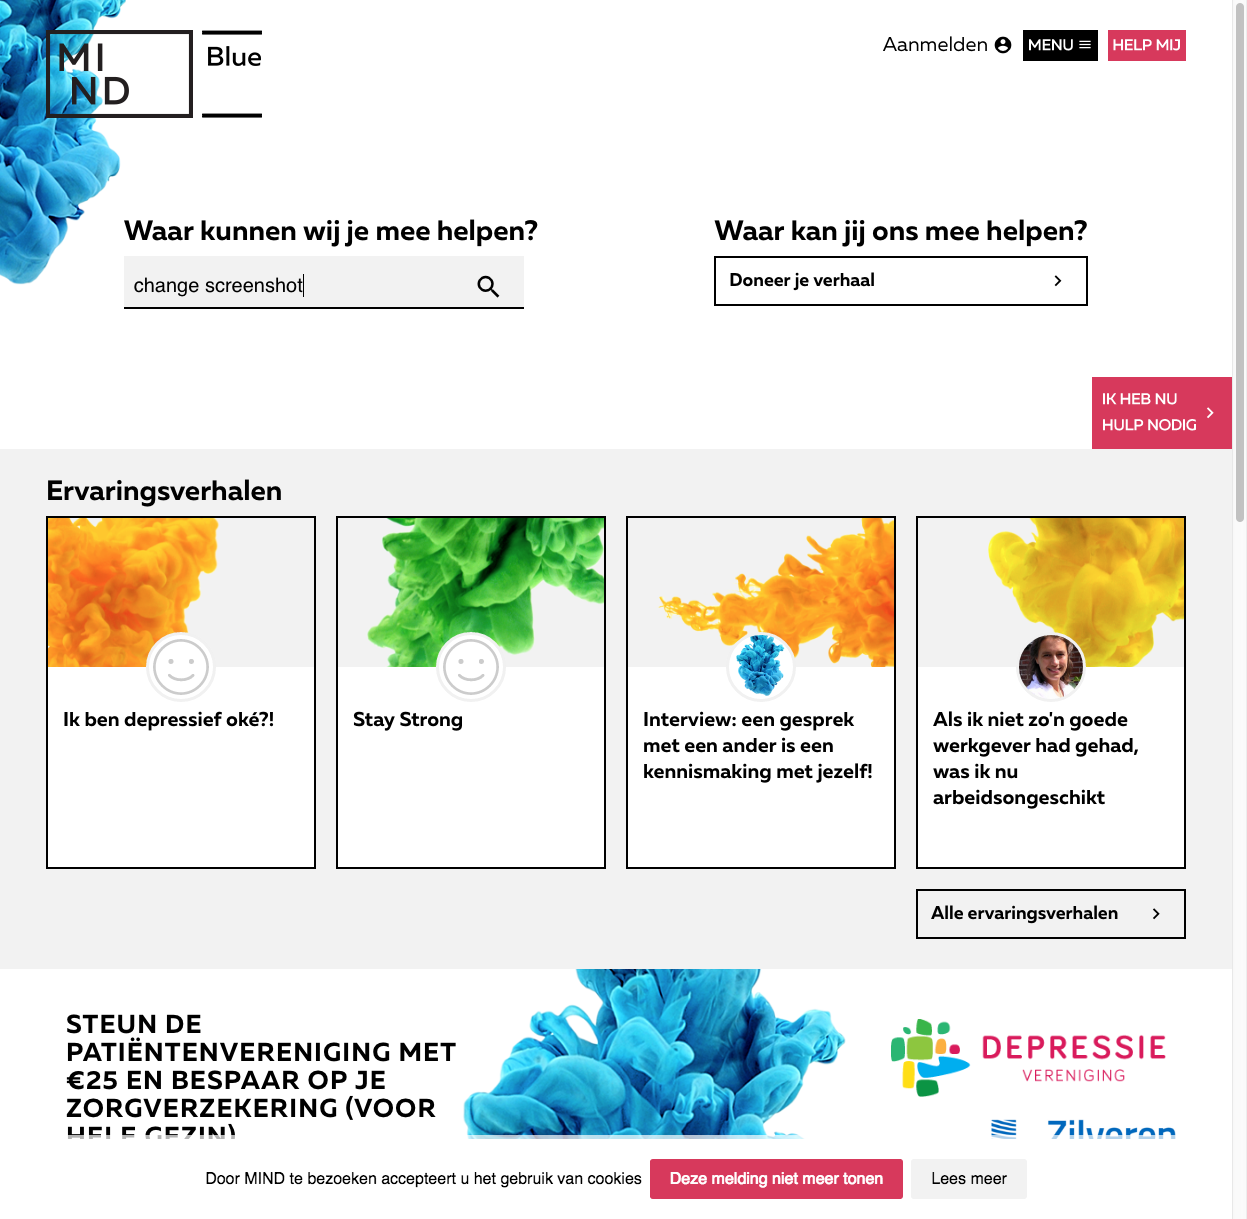 MI
ND
Blue
Aanmelden
MENU
HELP MIJ
Waar kunnen wij je mee helpen?
change screenshot
Waar kan jij ons mee helpen?
Doneer je verhaal
IK HEB NU
HULP NODIG
Ervaringsverhalen
Ik ben depressief oké?!
Stay Strong
Interview: een gesprek
met een ander is een
kennismaking met jezelf!
Als ik niet zo'n goede
werkgever had gehad,
was ik nu
arbeidsongeschikt
Alle ervaringsverhalen
STEUN DE
PATIËNTENVERENIGING MET
€25 EN BESPAAR OP JE
ZORGVERZEKERING (VOOR
HELE GEZIN)
DEPRESSIE
VERENIGING
Zilveren
Door MIND te bezoeken accepteert u het gebruik van cookies
Deze melding niet meer tonen
Lees meer